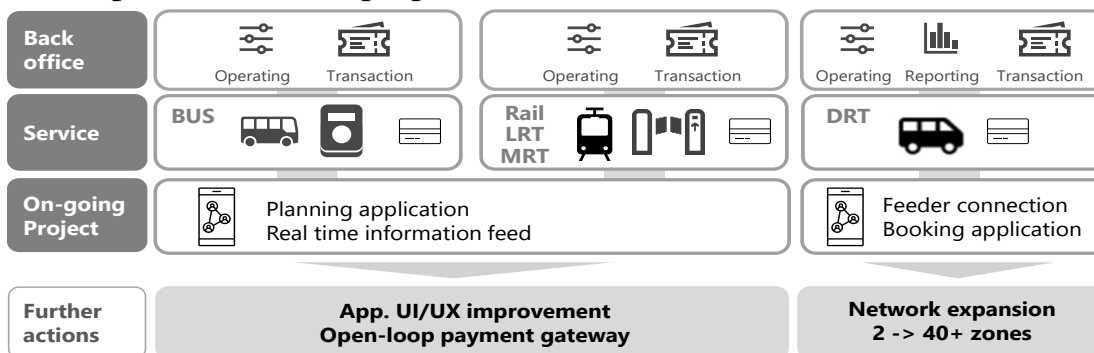 Back
office
Operating Transaction
Operating Transaction
Operating Reporting Transaction
Service
BUS
Rail
LRT
MRT
DRT
On-going
Project
Planning application
Real time information feed
Feeder connection
Booking application
Further
actions
App. UI/UX improvement
Open-loop payment gateway
Network expansion
2 -> 40+ zones